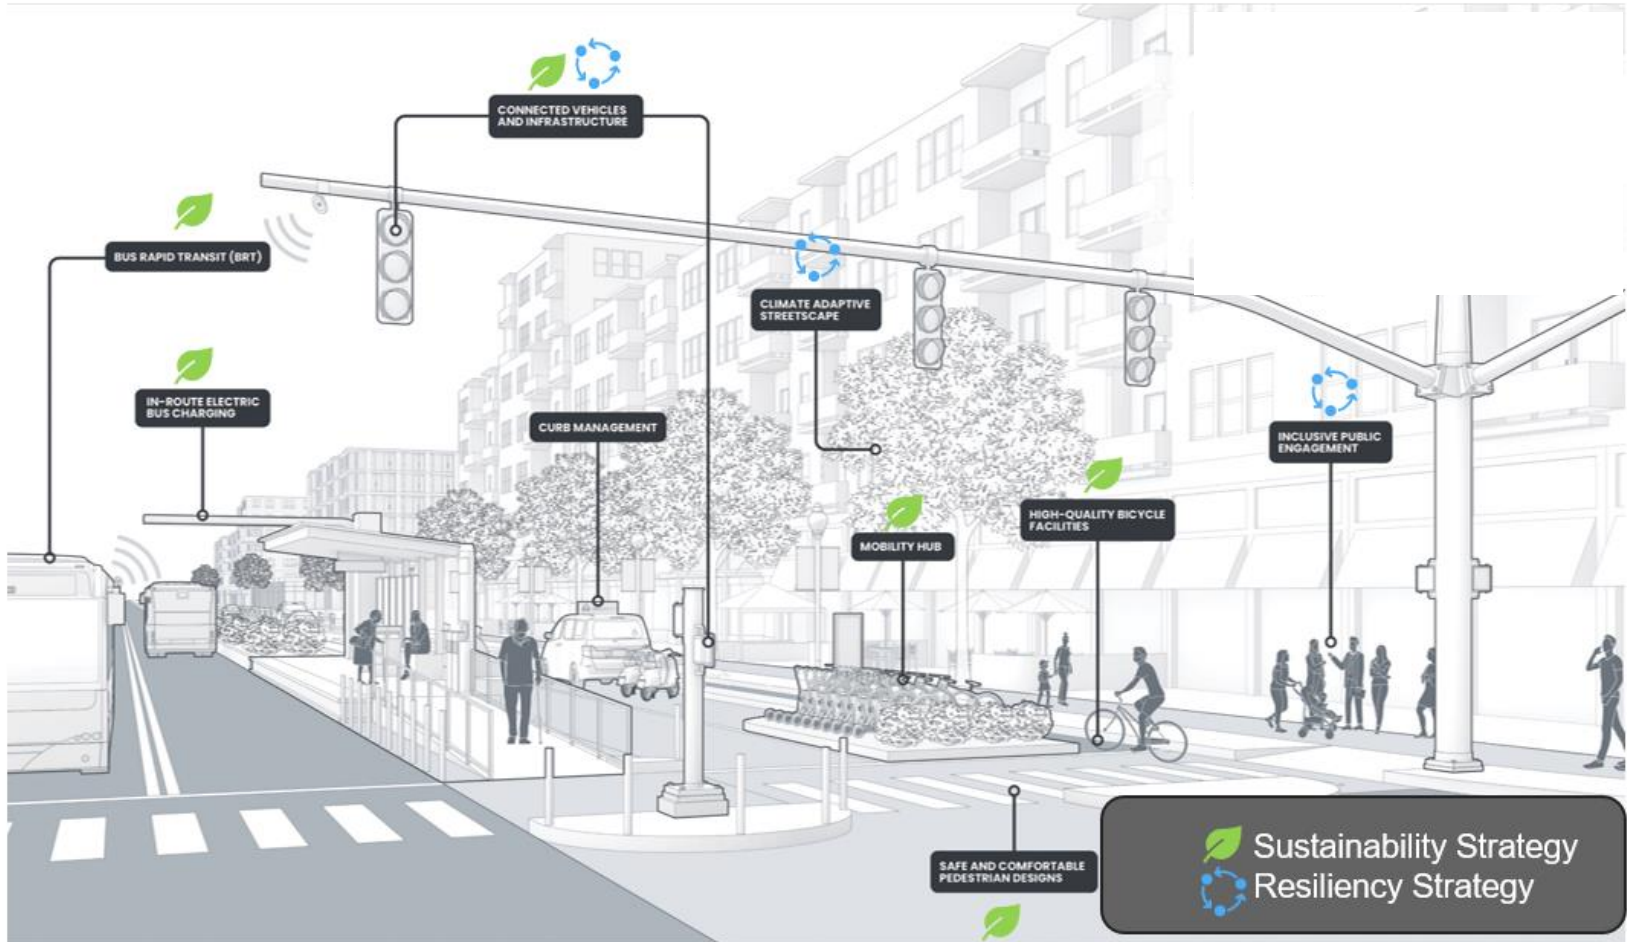 CONNECTED VEHICLES
AND INFRASTRUCTURE
BUS RAPID TRANSIT (BRT)
CLIMATE ADAPTIVE
STREETSCAPE
IN-ROUTE ELECTRIC
BUS CHARGING
CURB MANAGEMENT
INCLUSIVE PUBLIC
ENGAGEMENT
HIGH-QUALITY BICYCLE
FACILITIES
MOBILITY HUB
SAFE AND COMFORTABLE
PEDESTRIAN DESIGNS
Sustainability Strategy
Resiliency Strategy